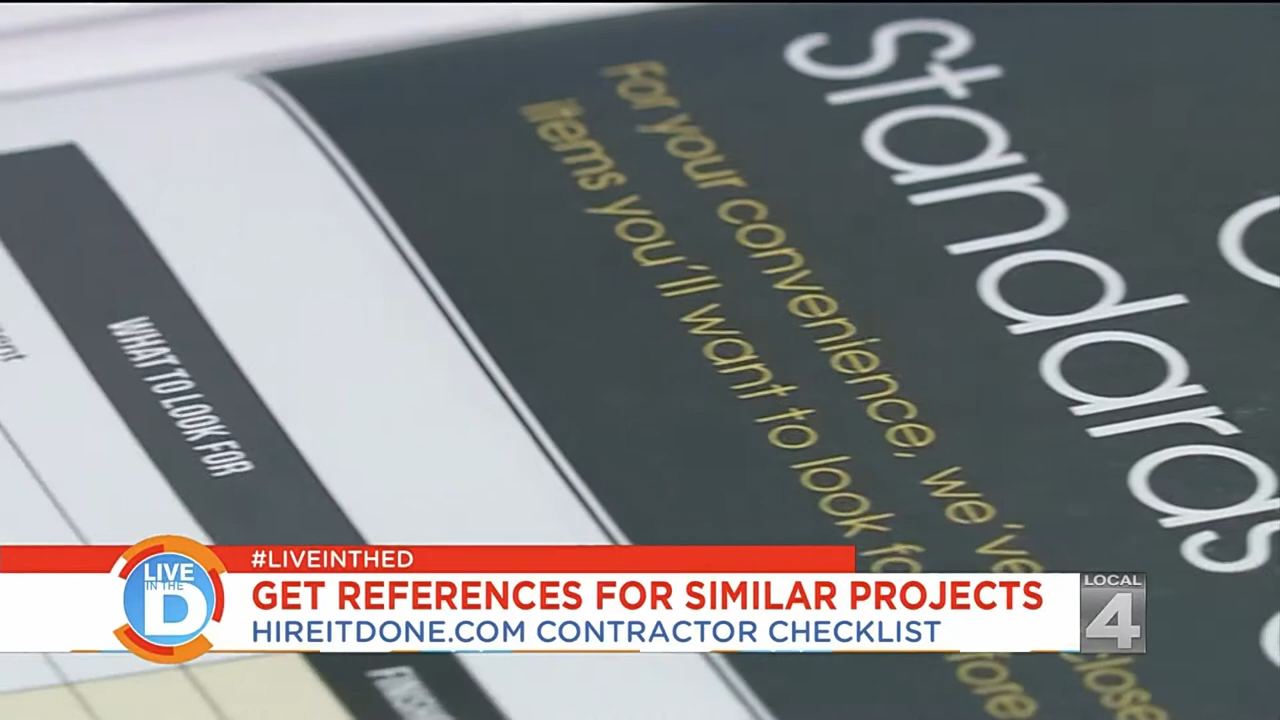 Standards
For your convenience, we've
items you'll want to look
WHAT TO LOOK FOR
#LIVEINTHED
LIVE
IN THE
D
GET REFERENCES FOR SIMILAR PROJECTS
HIREITDONE.COM CONTRACTOR CHECKLIST
LOCAL
4